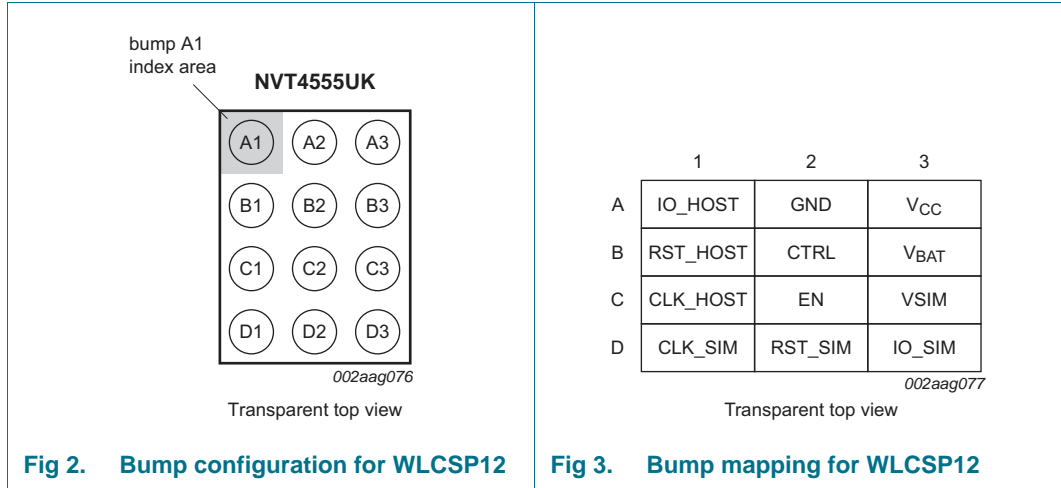 bump A1
index area
NVT4555UK
A1 A2 A3
B1 B2 B3
C1 C2 C3
D1 D2 D3
002aag076
Transparent top view
Fig 2. Bump configuration for WLCSP12
1 2 3
A IO_HOST GND VCC
B RST_HOST CTRL VBAT
C CLK_HOST EN VSIM
D CLK_SIM RST_SIM IO_SIM
002aag077
Transparent top view
Fig 3. Bump mapping for WLCSP12